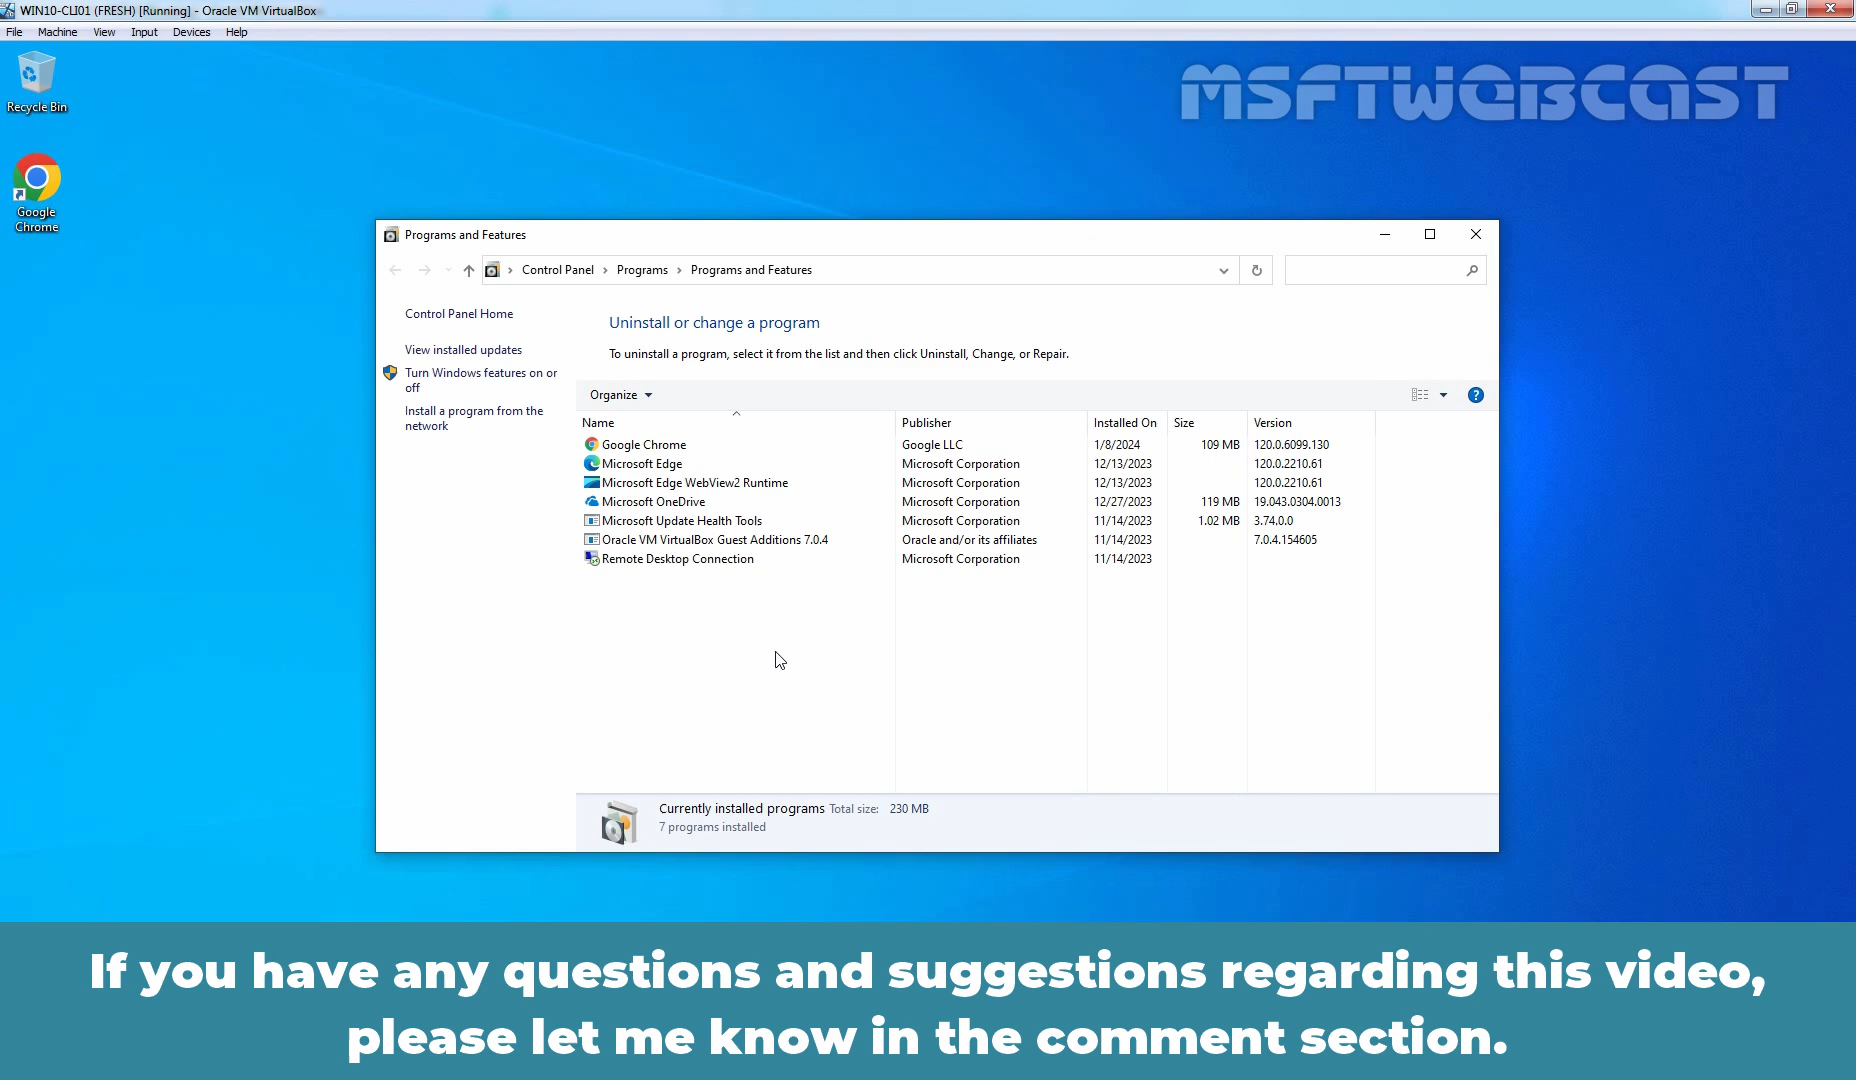 WIN10-CLI01 (FRESH) [Running] - Oracle VM VirtualBox
File Machine View Input Devices Help
Recycle Bin
MSFTWEBCAST
Google
Chrome
Programs and Features
Control Panel > Programs > Programs and Features
Control Panel Home
View installed updates
Turn Windows features on or
off
Install a program from the
network
Uninstall or change a program
To uninstall a program, select it from the list and then click Uninstall, Change, or Repair.
Organize
Name Publisher Installed On Size Version
Google Chrome Google LLC 1/8/2024 109 MB 120.0.6099.130
Microsoft Edge Microsoft Corporation 12/13/2023 120.0.2210.61
Microsoft Edge WebView2 Runtime Microsoft Corporation 12/13/2023 120.0.2210.61
Microsoft OneDrive Microsoft Corporation 12/27/2023 119 MB 19.043.0304.0013
Microsoft Update Health Tools Microsoft Corporation 11/14/2023 1.02 MB 3.74.0.0
Oracle VM VirtualBox Guest Additions 7.0.4 Oracle and/or its affiliates 11/14/2023 7.0.4.154605
Remote Desktop Connection Microsoft Corporation 11/14/2023
Currently installed programs Total size: 230 MB
7 programs installed
If you have any questions and suggestions regarding this video,
please let me know in the comment section.